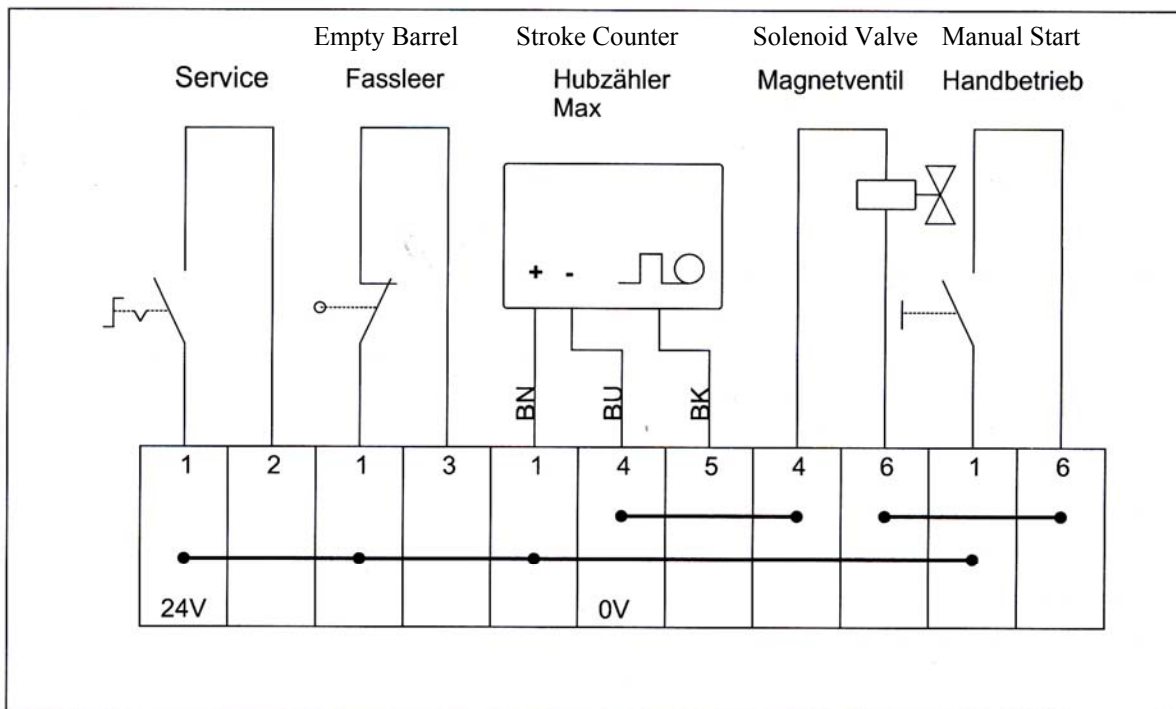 Empty Barrel Stroke Counter Solenoid Valve Manual Start
Service Fassleer Hubzähler Magnetventil Handbetrieb
Max
+ -
BN BU BK
1 2 1 3 1 4 5 4 6 1 6
24V 0V